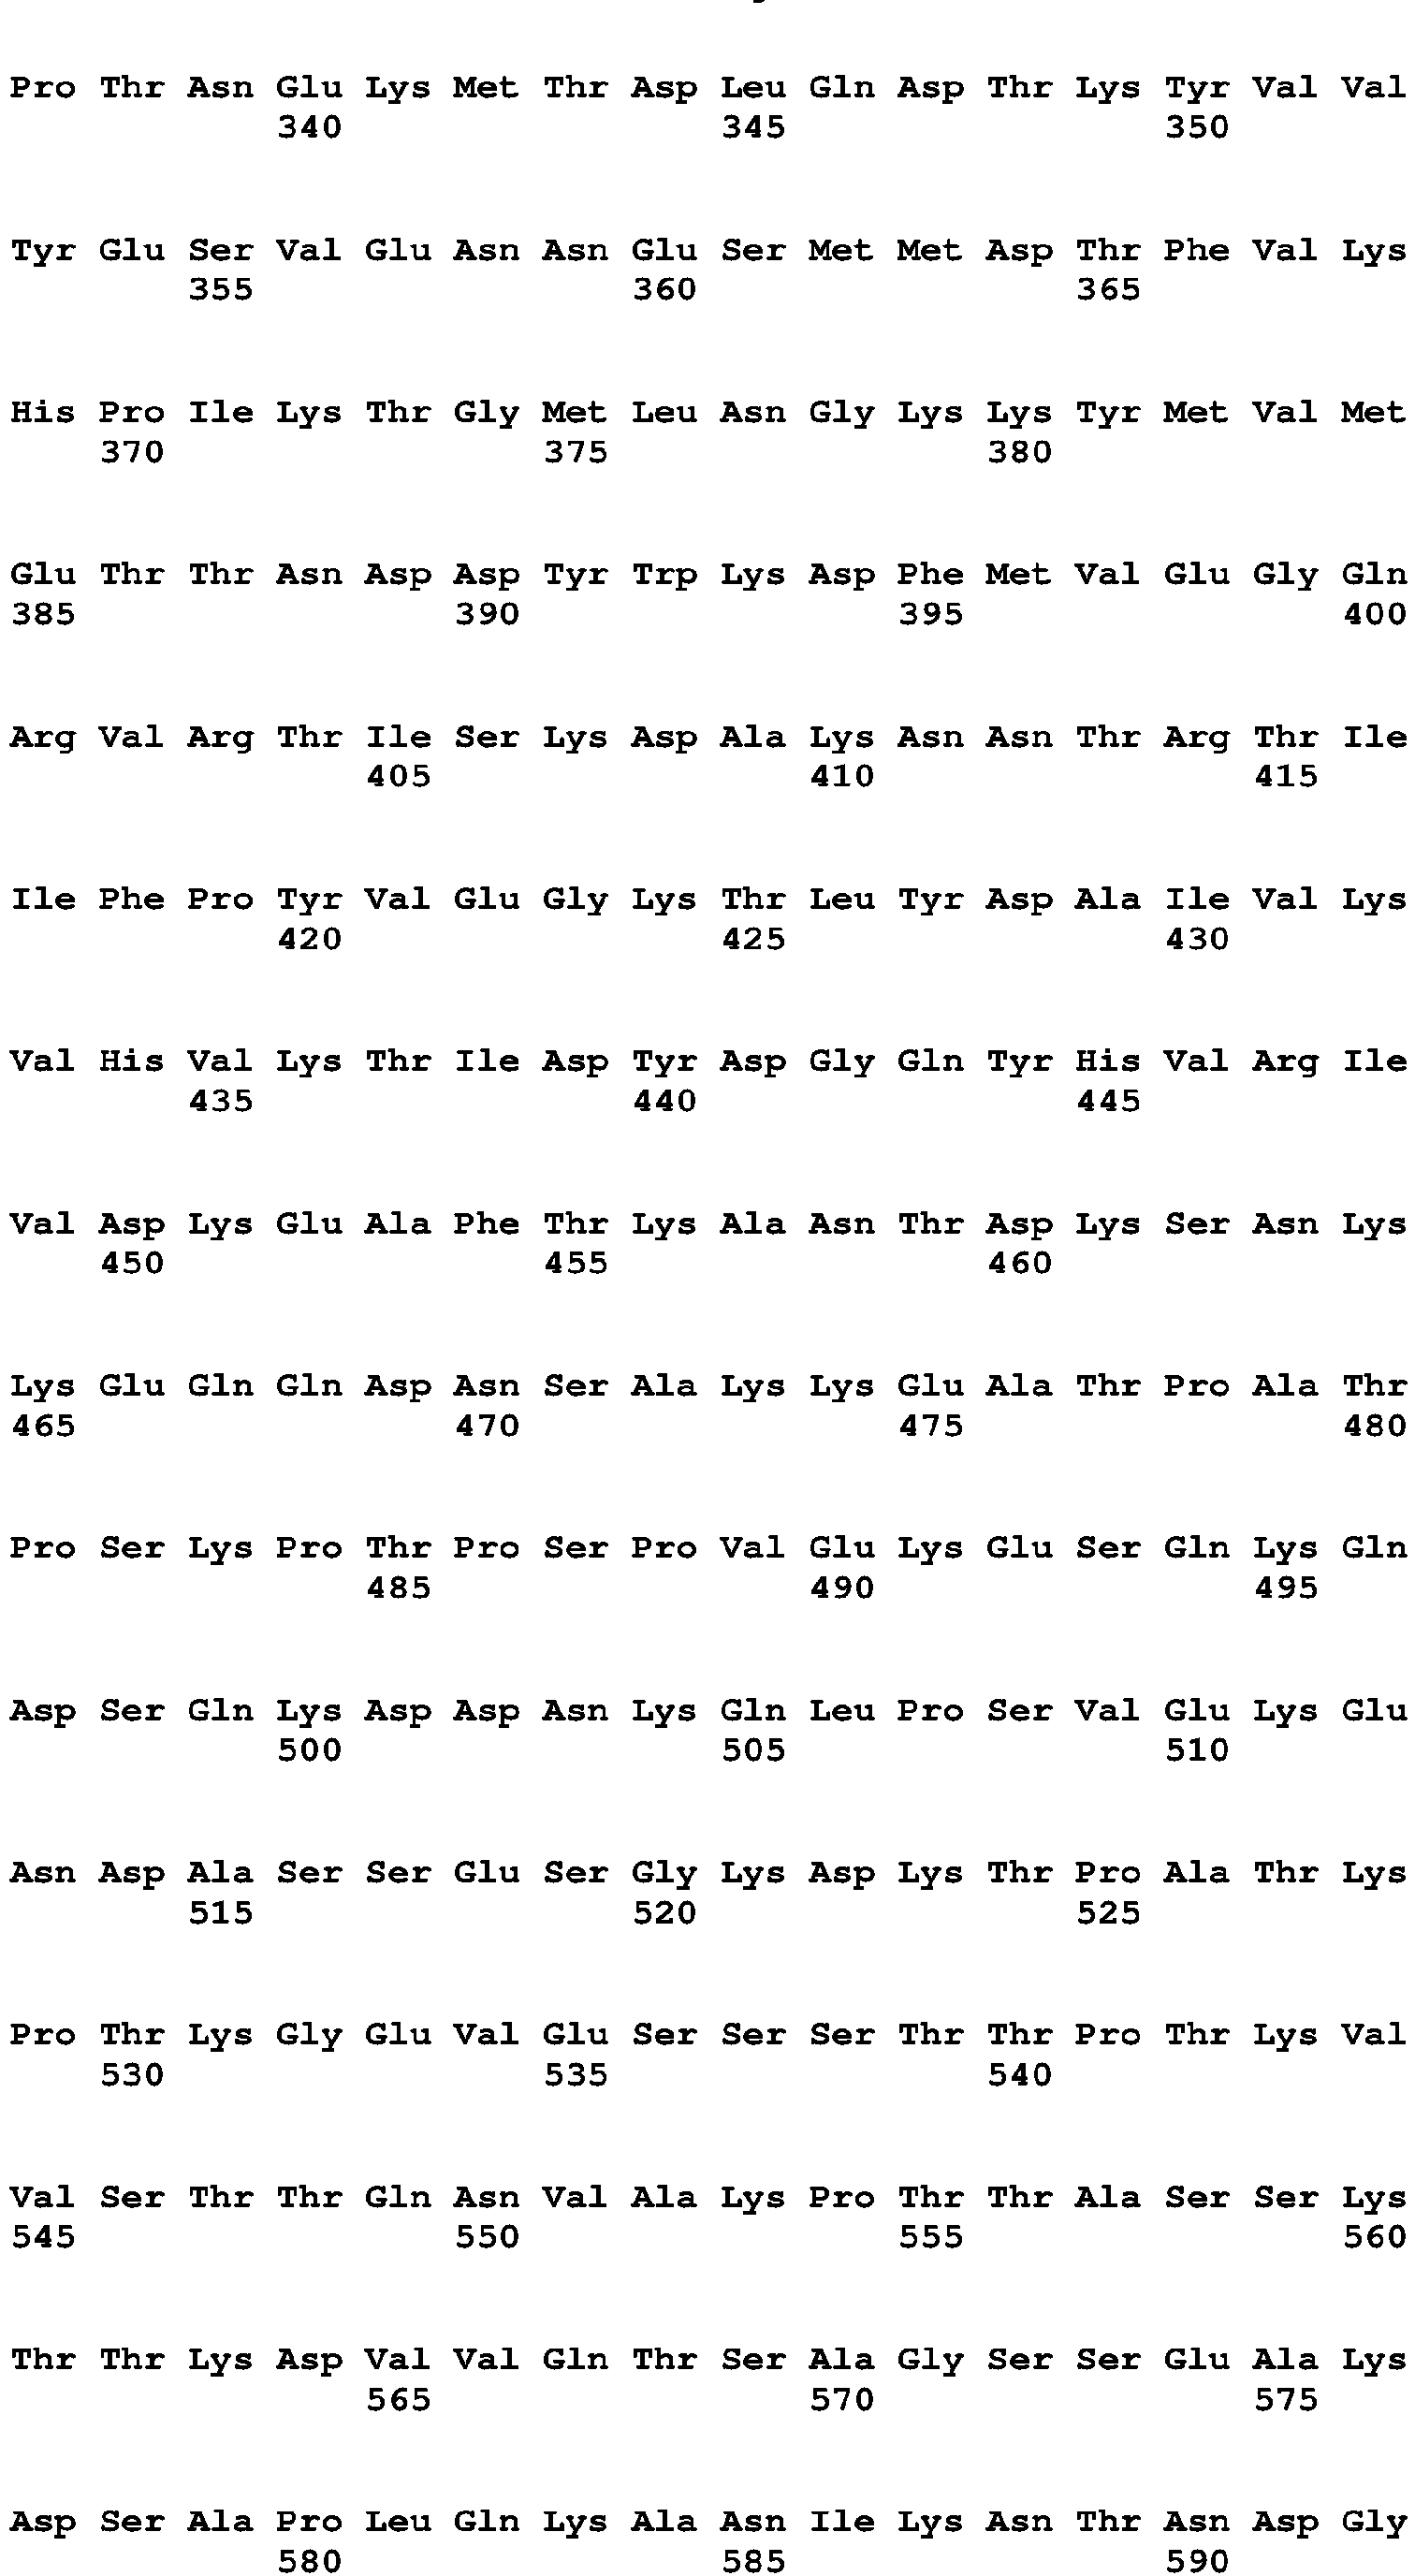 Pro Thr Asn Glu Lys Met Thr Asp Leu Gln Asp Thr Lys Tyr Val Val
340 345 350
Tyr Glu Ser Val Glu Asn Asn Glu Ser Met Met Asp Thr Phe Val Lys
355 360 365
His Pro Ile Lys Thr Gly Met Leu Asn Gly Lys Lys Tyr Met Val Met
370 375 380
Glu Thr Thr Asn Asp Asp Tyr Trp Lys Asp Phe Met Val Glu Gly Gln
385 390 395 400
Arg Val Arg Thr Ile Ser Lys Asp Ala Lys Asn Asn Thr Arg Thr Ile
405 410 415
Ile Phe Pro Tyr Val Glu Gly Lys Thr Leu Tyr Asp Ala Ile Val Lys
420 425 430
Val His Val Lys Thr Ile Asp Tyr Asp Gly Gln Tyr His Val Arg Ile
435 440 445
Val Asp Lys Glu Ala Phe Thr Lys Ala Asn Thr Asp Lys Ser Asn Lys
450 455 460
Lys Glu Gln Gln Asp Asn Ser Ala Lys Lys Glu Ala Thr Pro Ala Thr
465 470 475 480
Pro Ser Lys Pro Thr Pro Ser Pro Val Glu Lys Glu Ser Gln Lys Gln
485 490 495
Asp Ser Gln Lys Asp Asp Asn Lys Gln Leu Pro Ser Val Glu Lys Glu
500 505 510
Asn Asp Ala Ser Ser Glu Ser Gly Lys Asp Lys Thr Pro Ala Thr Lys
515 520 525
Pro Thr Lys Gly Glu Val Glu Ser Ser Ser Thr Thr Pro Thr Lys Val
530 535 540
Val Ser Thr Thr Gln Asn Val Ala Lys Pro Thr Thr Ala Ser Ser Lys
545 550 555 560
Thr Thr Lys Asp Val Val Gln Thr Ser Ala Gly Ser Ser Glu Ala Lys
565 570 575
Asp Ser Ala Pro Leu Gln Lys Ala Asn Ile Lys Asn Thr Asn Asp Gly
580 585 590